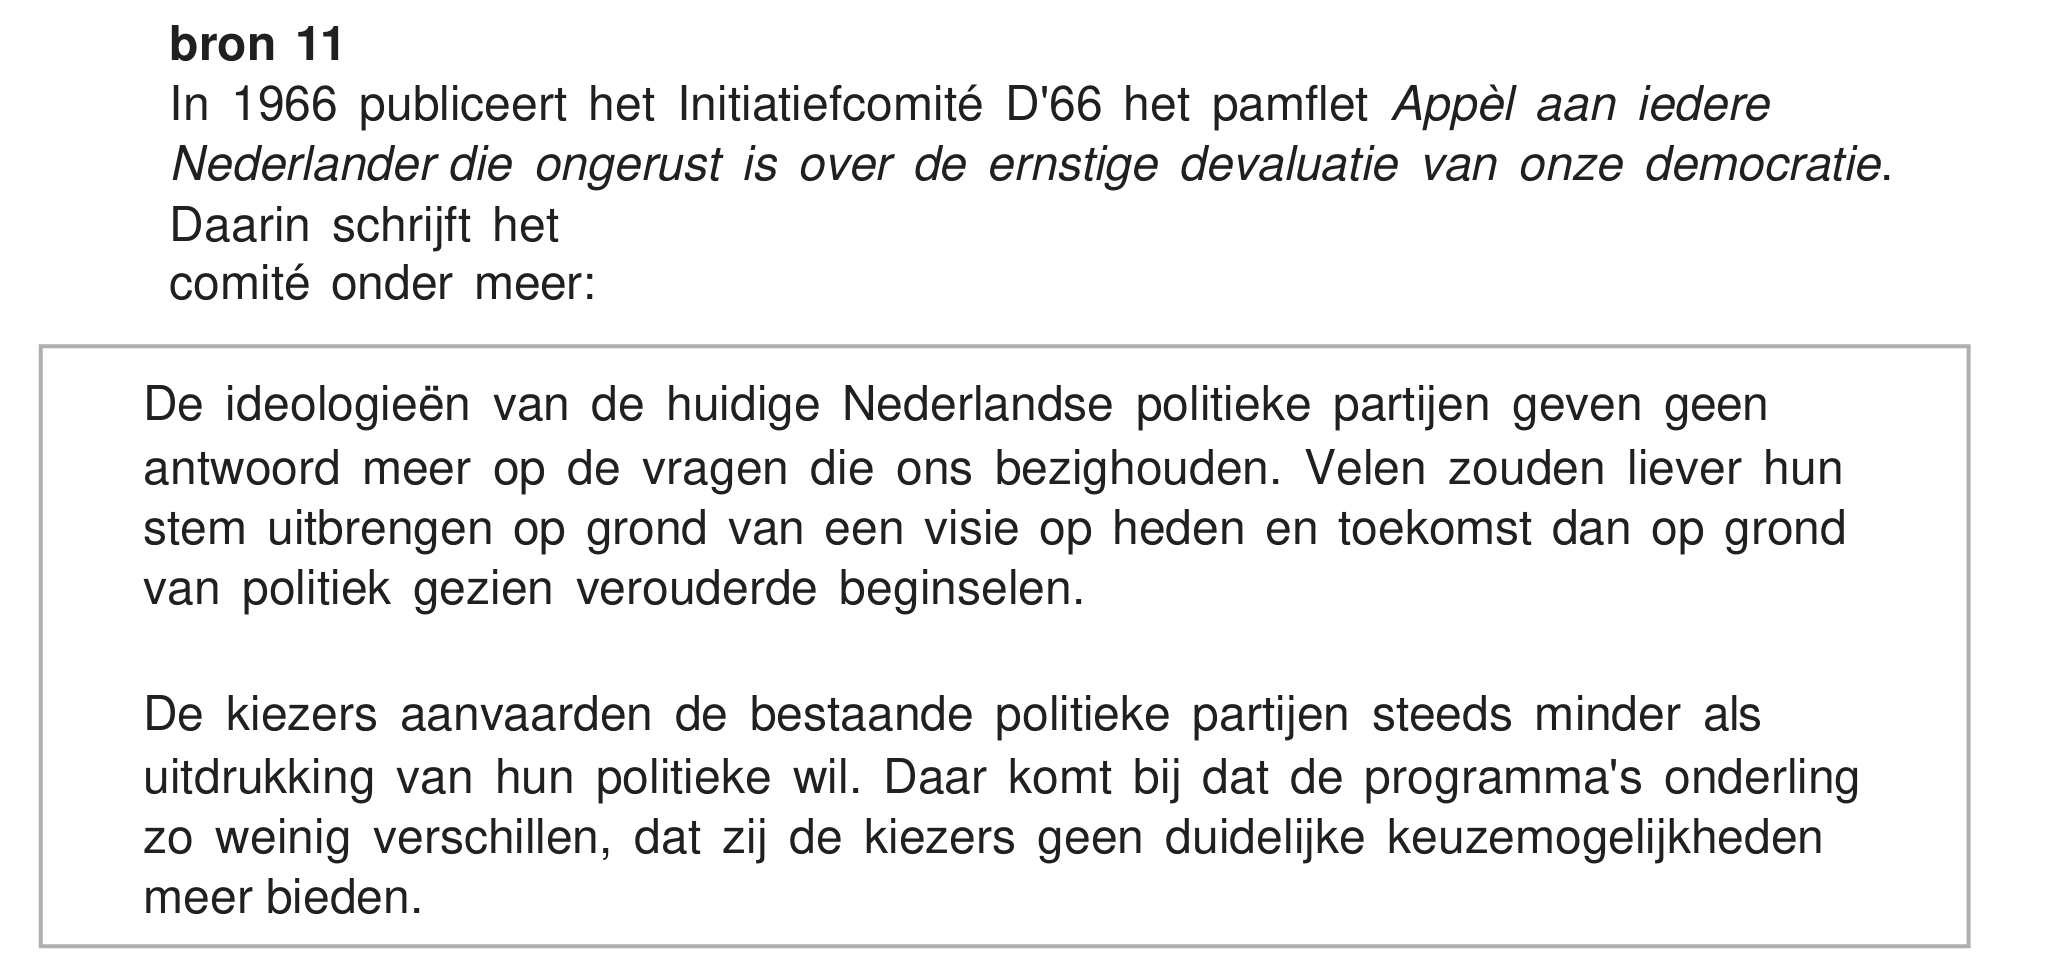 bron 11
In 1966 publiceert het Initiatiefcomité D'66 het pamflet Appèl aan iedere
Nederlander die ongerust is over de ernstige devaluatie van onze democratie.
Daarin schrijft het
comité onder meer:
De ideologieën van de huidige Nederlandse politieke partijen geven geen
antwoord meer op de vragen die ons bezighouden. Velen zouden liever hun
stem uitbrengen op grond van een visie op heden en toekomst dan op grond
van politiek gezien verouderde beginselen.
De kiezers aanvaarden de bestaande politieke partijen steeds minder als
uitdrukking van hun politieke wil. Daar komt bij dat de programma's onderling
zo weinig verschillen, dat zij de kiezers geen duidelijke keuzemogelijkheden
meer bieden.